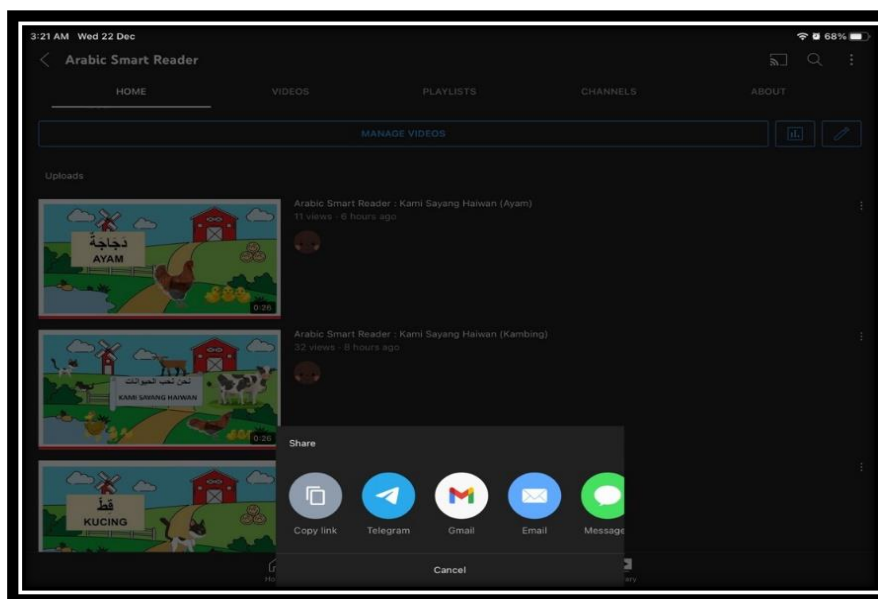 3:21 AM Wed 22 Dec
68%
Arabic Smart Reader
HOME VIDEOS PLAYLISTS CHANNELS ABOUT
MANAGE VIDEOS
Uploads
Arabic Smart Reader : Kami Sayang Haiwan (Ayam)
11 views - 6 hours ago
دَجَاجَةٌ
AYAM
0:26
Arabic Smart Reader : Kami Sayang Haiwan (Kambing)
32 views - 8 hours ago
نحن نحب الحيوانات
KAMI SAYANG HAIWAN
0:26
قِطٌّ
KUCING
Share
Copy link Telegram Gmail Email Message
Cancel